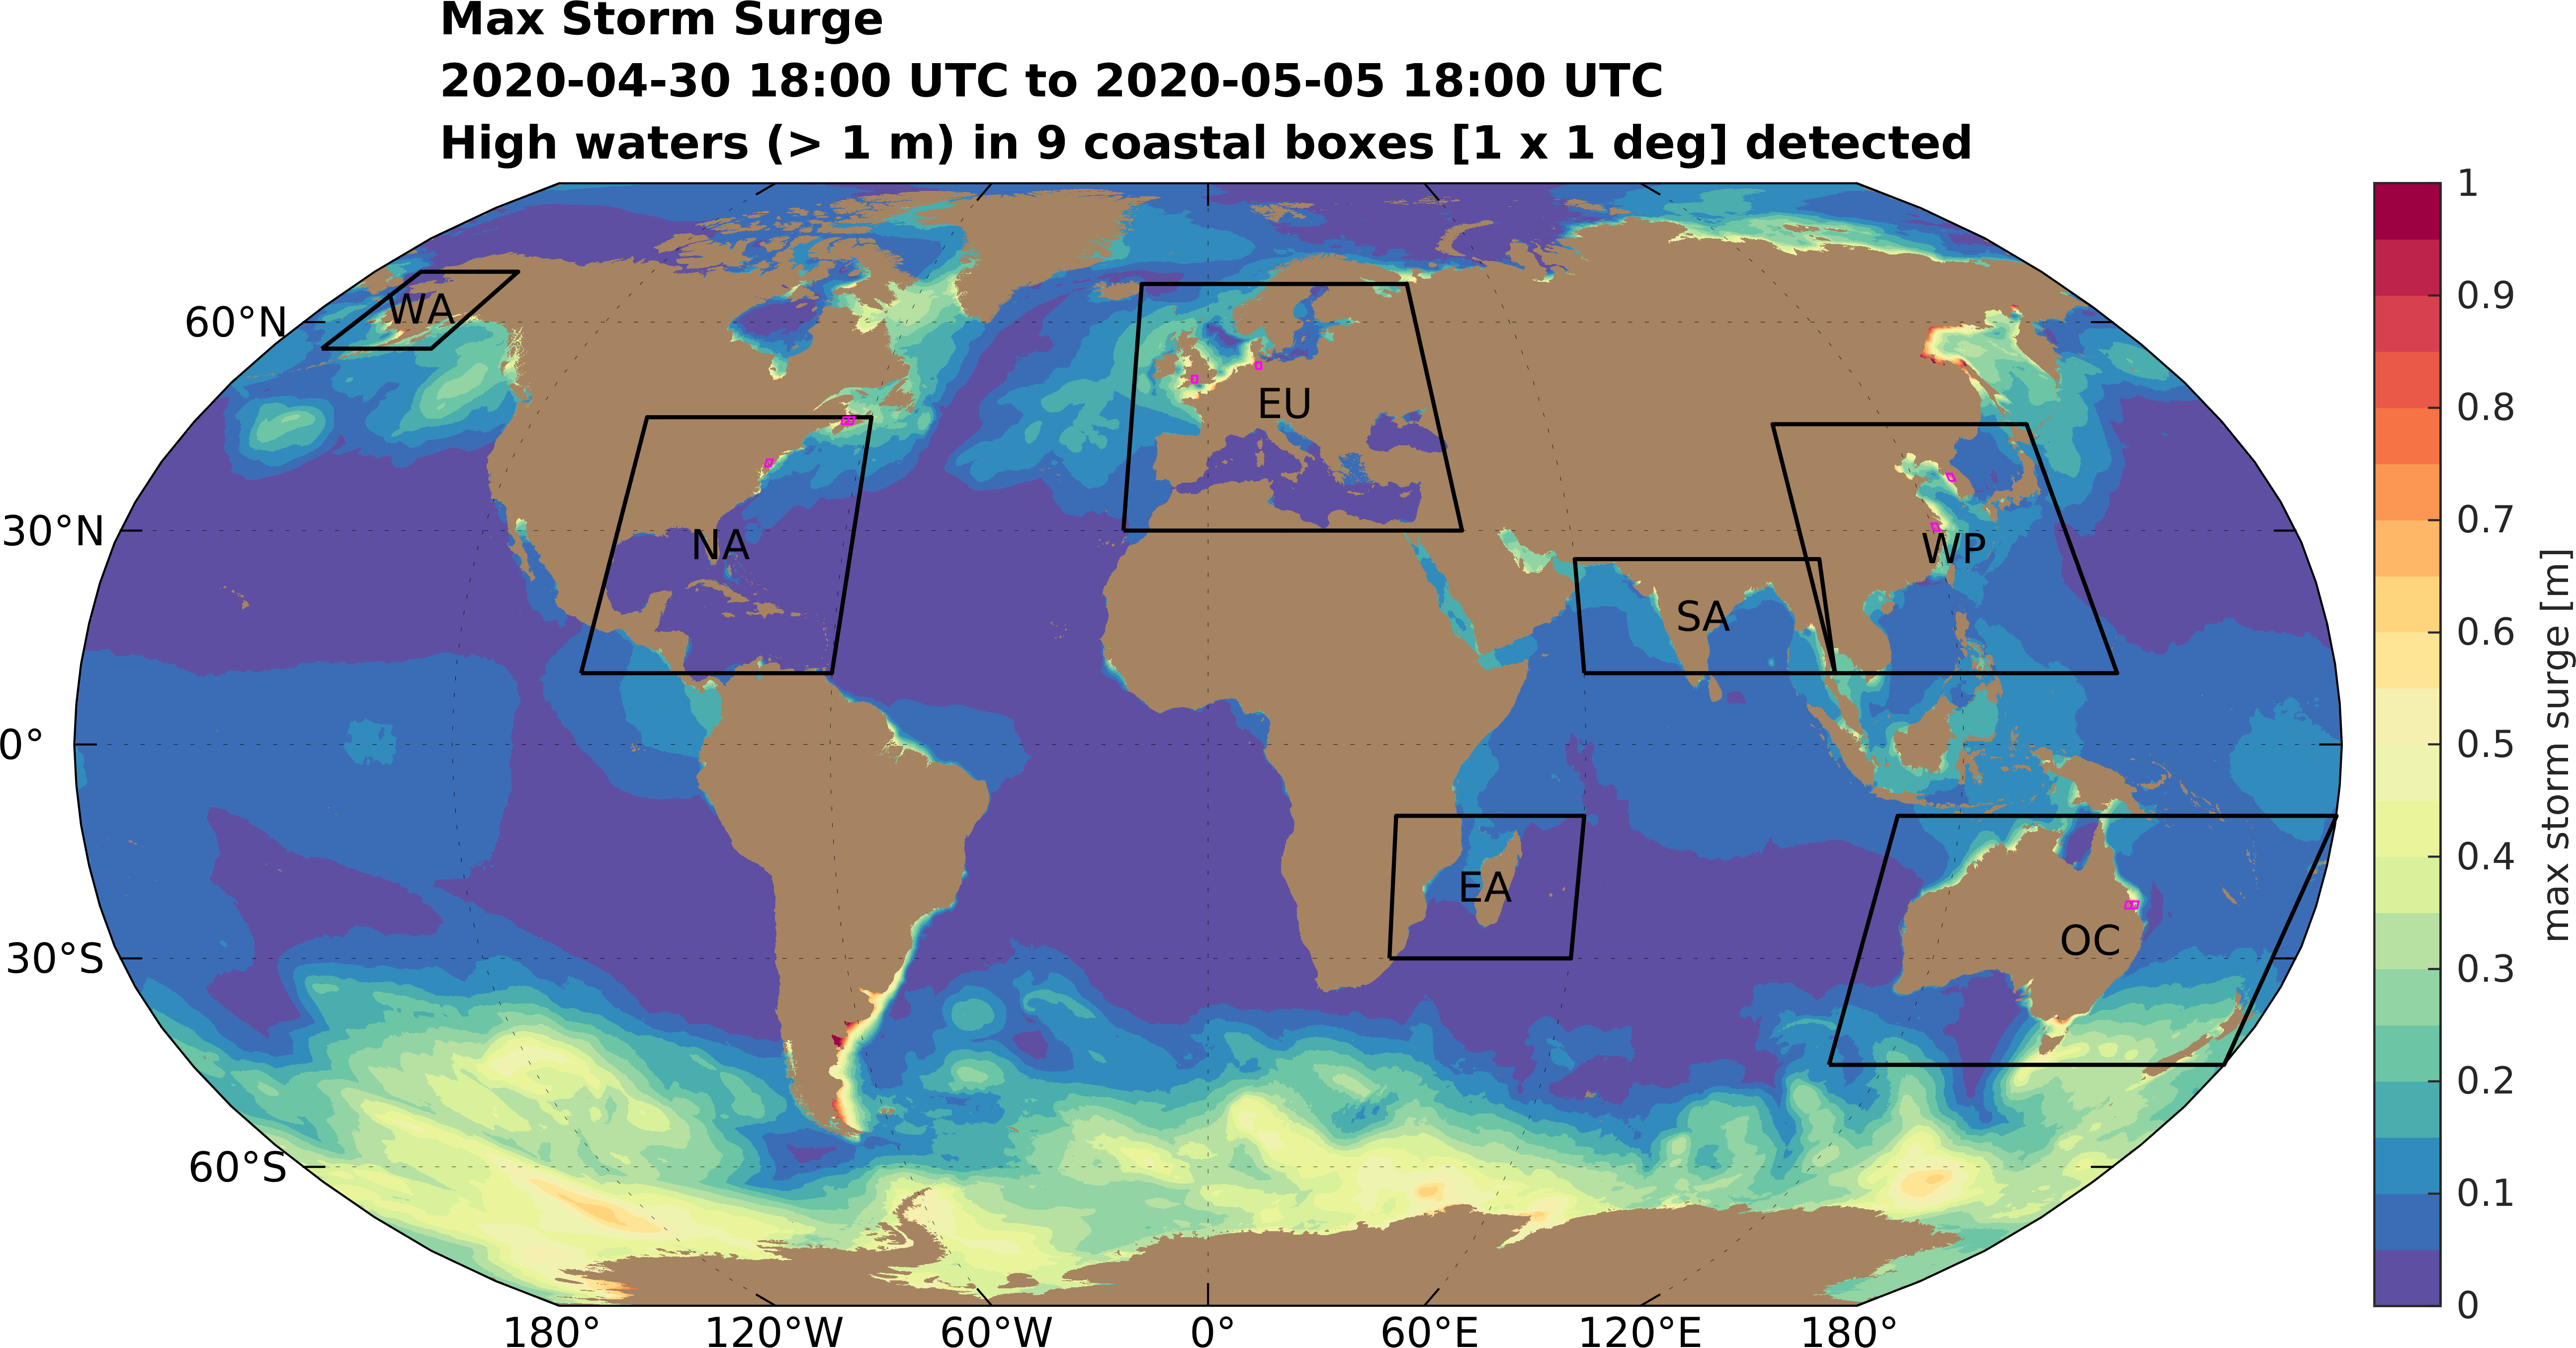 Max Storm Surge
2020-04-30 18:00 UTC to 2020-05-05 18:00 UTC
High waters (> 1 m) in 9 coastal boxes [1 x 1 deg] detected
60°N
30°N
0°
30°S
60°S
WA
NA
EU
SA
WP
EA
OC
180°
120°W
60°W
0°
60°E
120°E
180°
1
0.9
0.8
0.7
0.6
0.5
0.4
0.3
0.2
0.1
0
max storm surge [m]